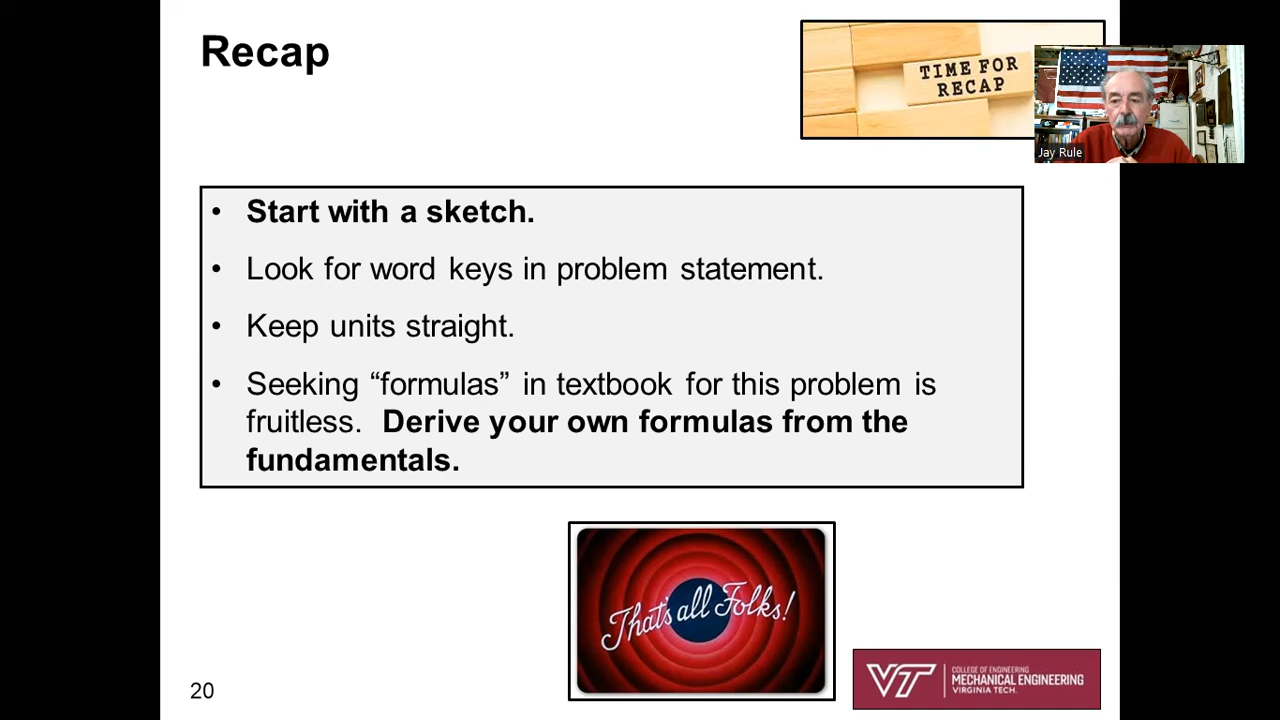 Recap
TIME FOR
RECAP
Jay Rule
• Start with a sketch.
• Look for word keys in problem statement.
• Keep units straight.
• Seeking “formulas” in textbook for this problem is
fruitless. Derive your own formulas from the
fundamentals.
That's all Folks!
20
VT
COLLEGE OF ENGINEERING
MECHANICAL ENGINEERING
VIRGINIA TECH.